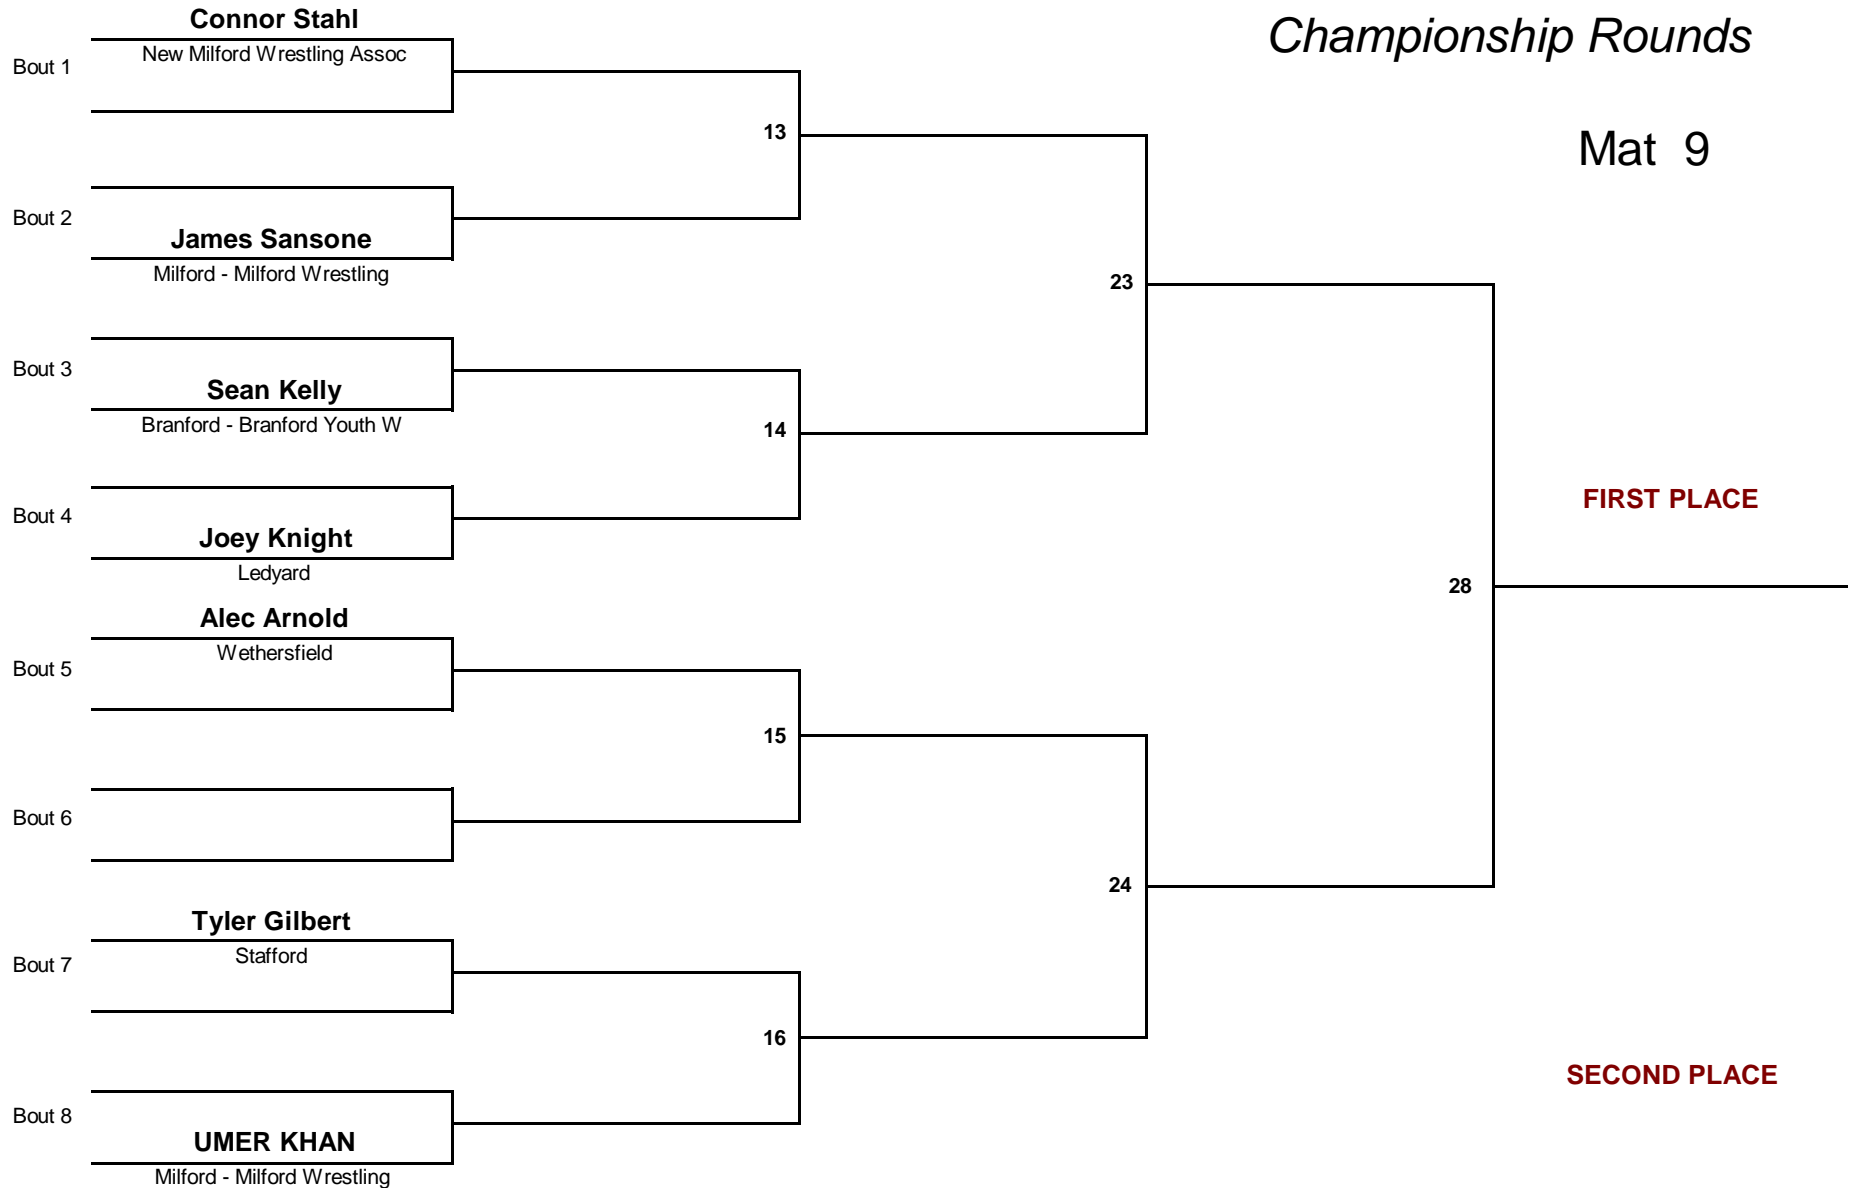 Connor Stahl
Championship Rounds
New Milford Wrestling Assoc
Bout 1
13
Mat 9
Bout 2
James Sansone
Milford - Milford Wrestling
23
Bout 3
Sean Kelly
Branford - Branford Youth W
14
FIRST PLACE
Bout 4
Joey Knight
Ledyard
28
Alec Arnold
Wethersfield
Bout 5
15
Bout 6
24
Tyler Gilbert
Stafford
Bout 7
16
SECOND PLACE
Bout 8
UMER KHAN
Milford - Milford Wrestling